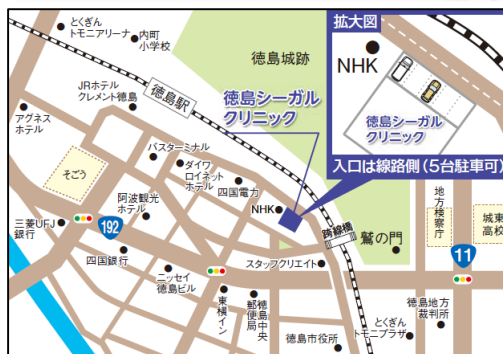 とくぎん
トモニアリーナ
内町
小学校
徳島城跡
拡大図
NHK
徳島シーガル
クリニック
入口は線路側（5台駐車可）
JRホテル
クレメント徳島
徳島駅
徳島シーガル
クリニック
アグネス
ホテル
バスターミナル
ダイワ
ロイネット
ホテル
そごう
四国電力
阿波観光
ホテル
NHK
三菱UFJ
銀行
192
跨線橋
鷲の門
地方
検察庁
城東
高校
11
四国銀行
ニッセイ
徳島ビル
スタッフクリエイト
東横イン
徳島中央
郵便局
徳島市役所
とくぎん
トモニプラザ
徳島地方
裁判所